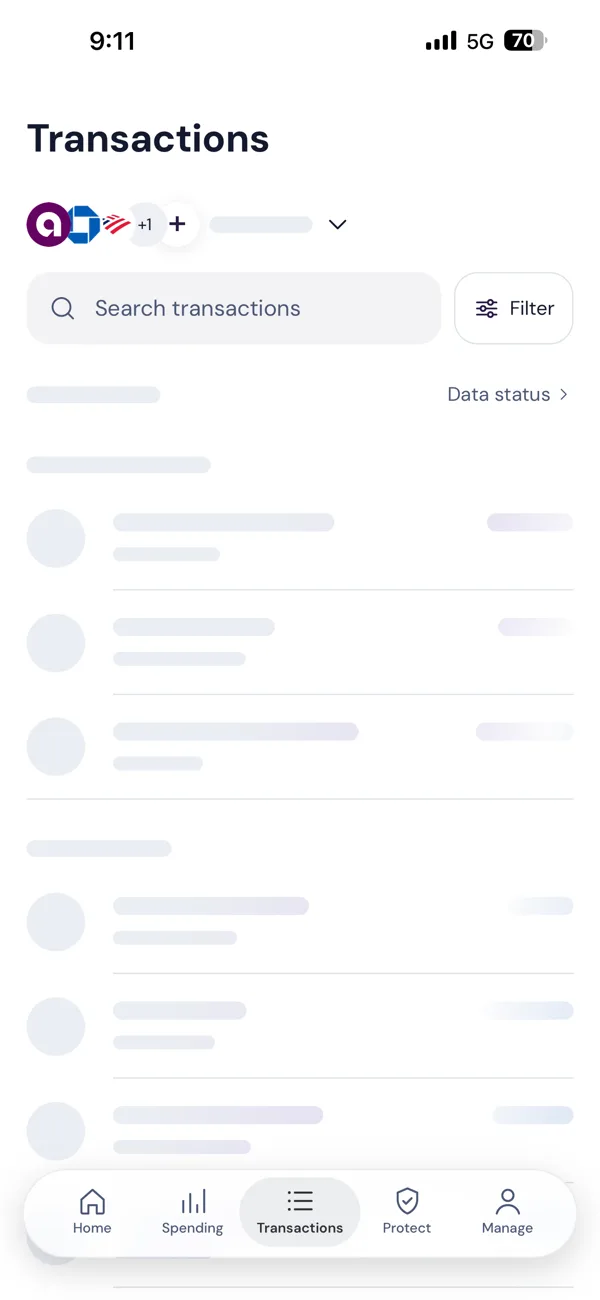 9:11
5G
70
Transactions
a
+1
Search transactions
Filter
Data status
Home
Spending
Transactions
Protect
Manage